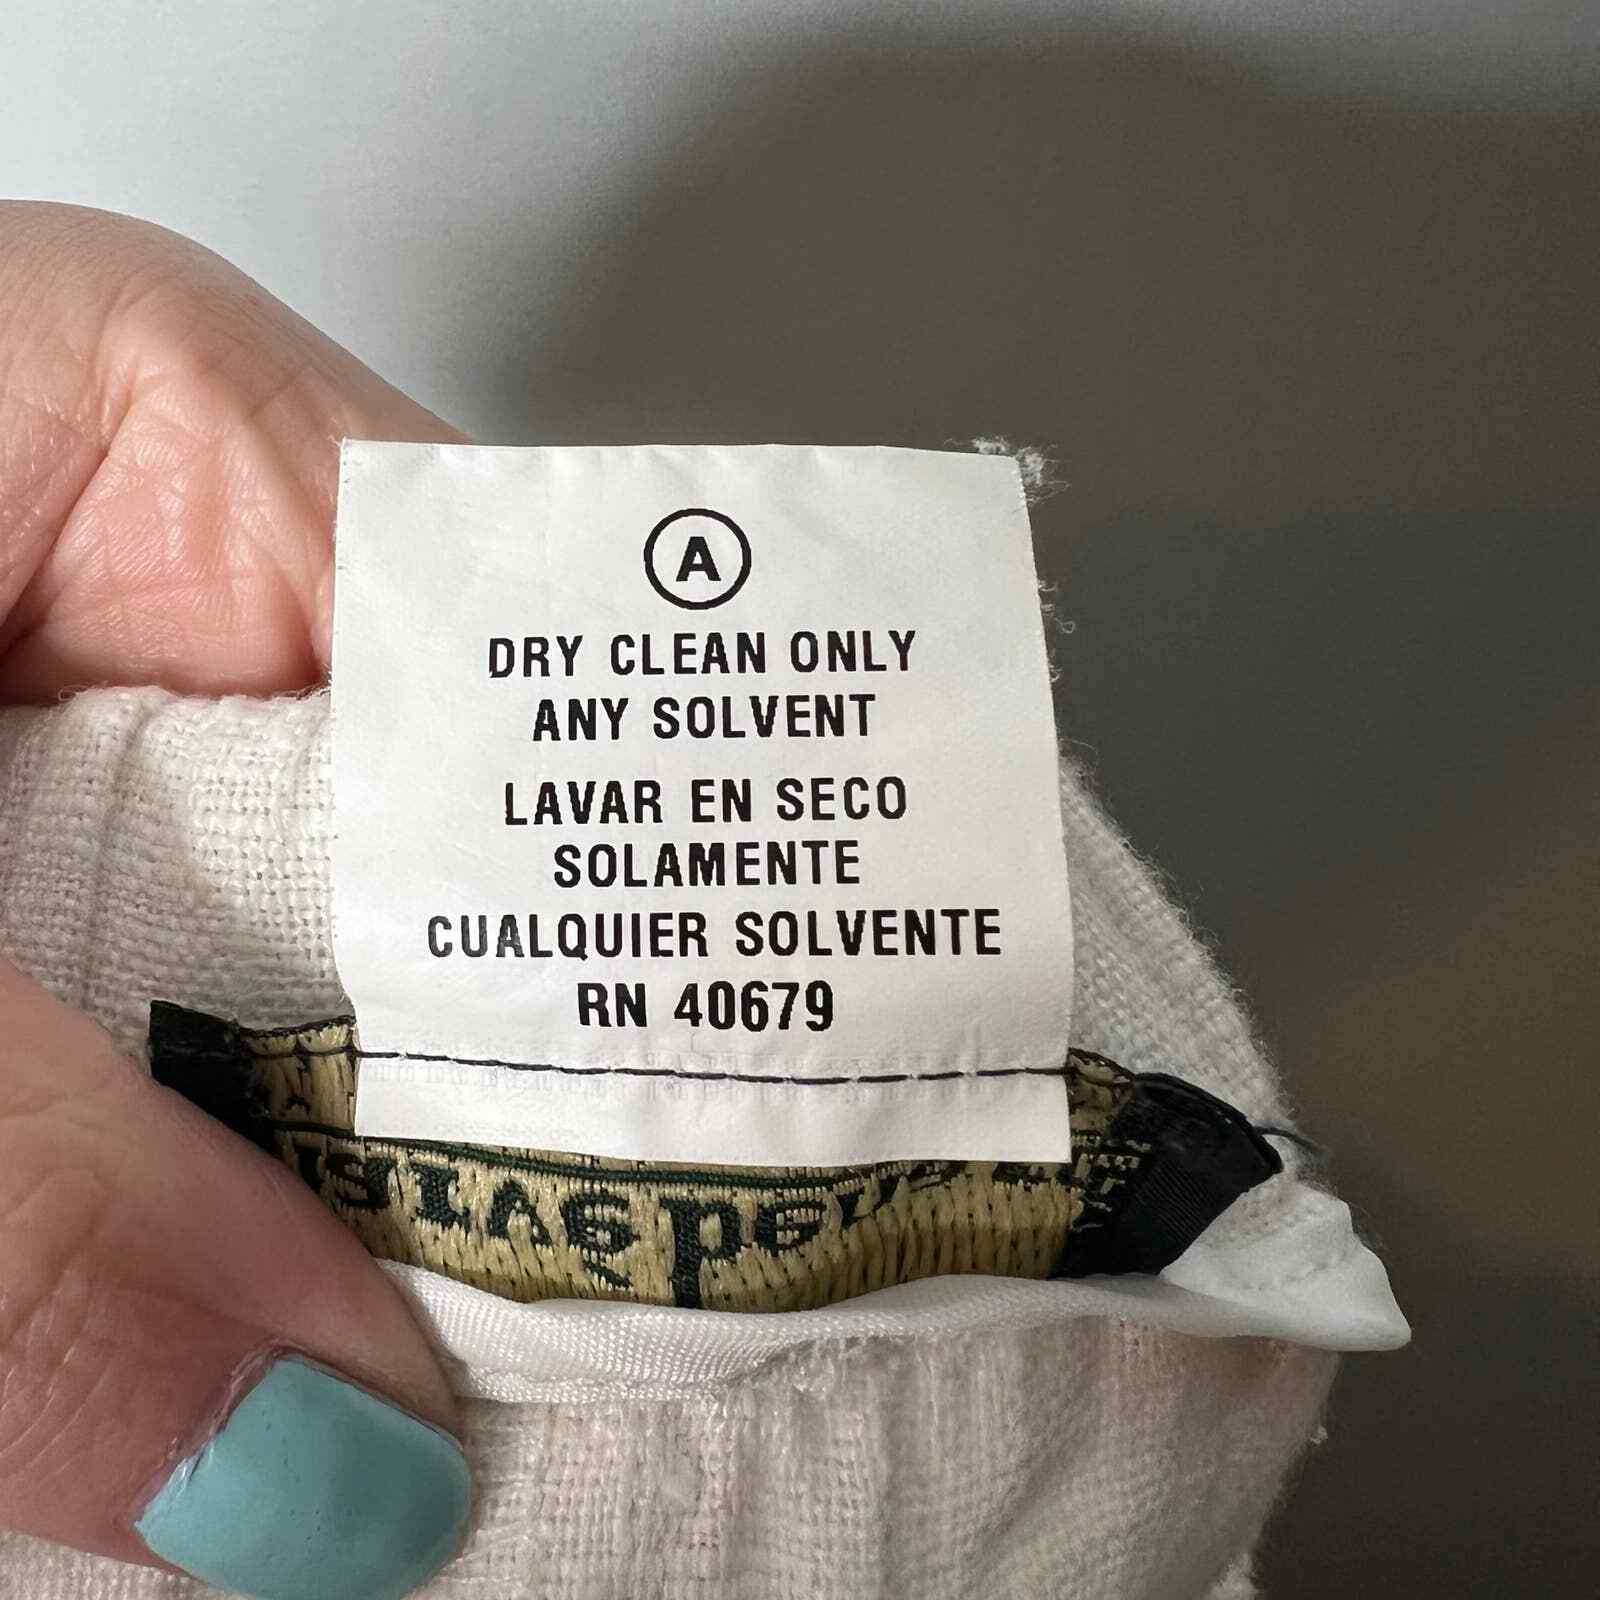 A
DRY CLEAN ONLY
ANY SOLVENT
LAVAR EN SECO
SOLAMENTE
CUALQUIER SOLVENTE
RN 40679